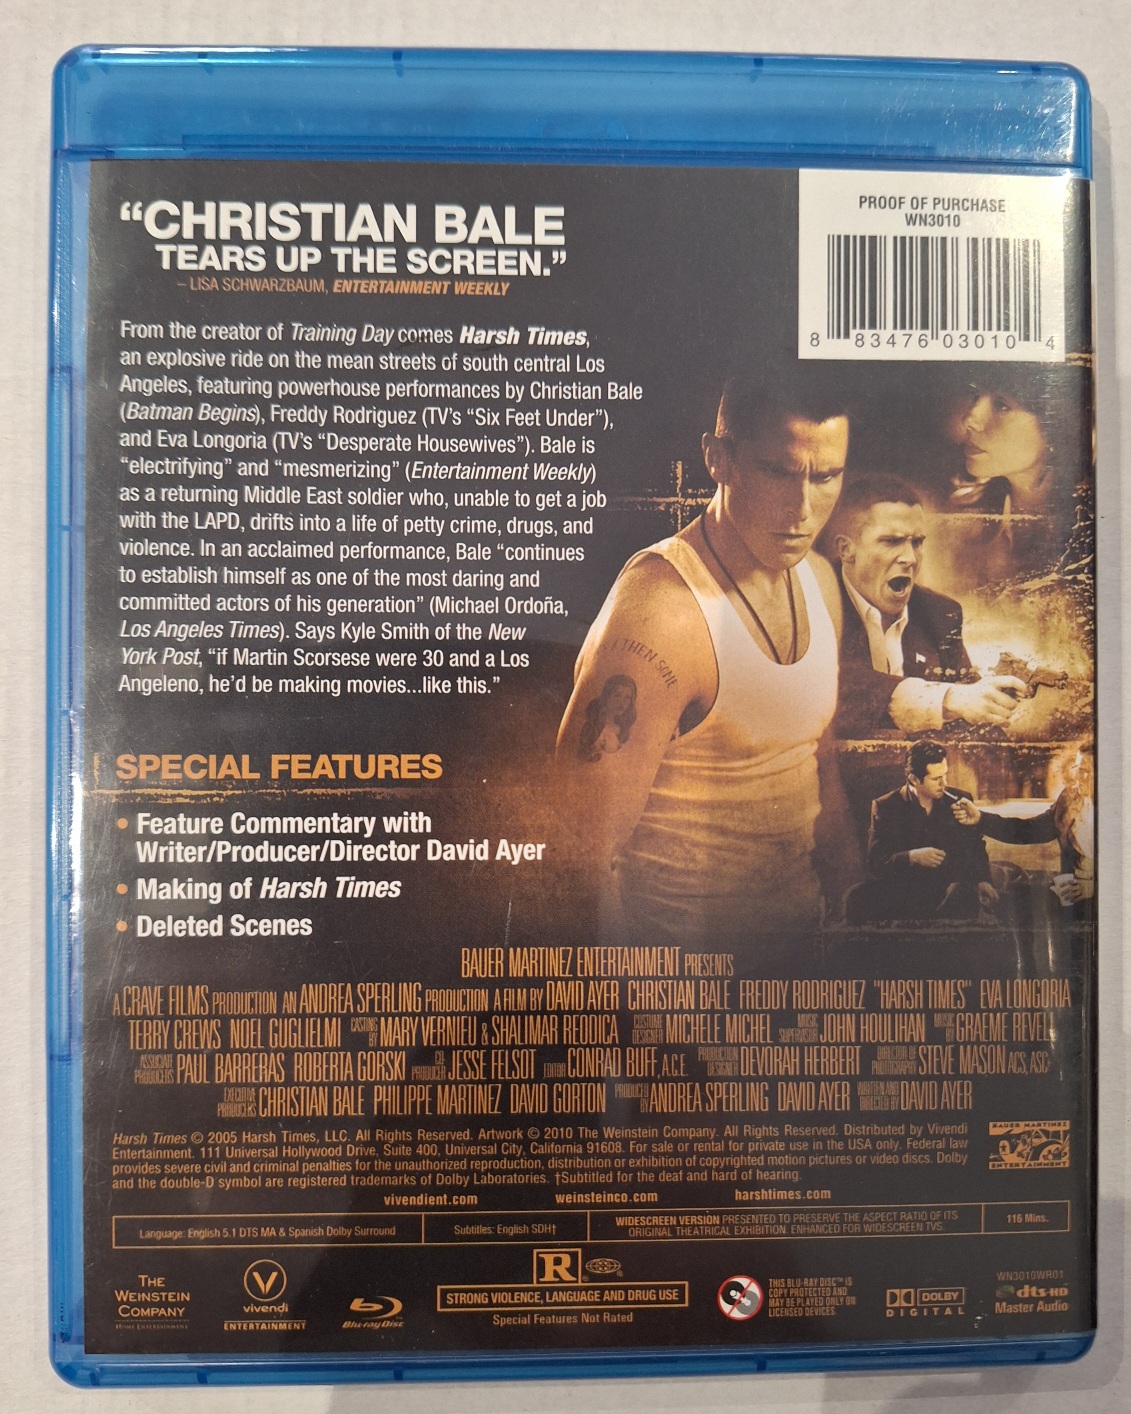 "CHRISTIAN BALE
TEARS UP THE SCREEN."
– LISA SCHWARZBAUM, ENTERTAINMENT WEEKLY
PROOF OF PURCHASE
WN3010
8 83476 03010 4
From the creator of Training Day comes Harsh Times,
an explosive ride on the mean streets of south central Los
Angeles, featuring powerhouse performances by Christian Bale
(Batman Begins), Freddy Rodriguez (TV's "Six Feet Under"),
and Eva Longoria (TV's "Desperate Housewives"). Bale is
"electrifying" and "mesmerizing" (Entertainment Weekly)
as a returning Middle East soldier who, unable to get a job
with the LAPD, drifts into a life of petty crime, drugs, and
violence. In an acclaimed performance, Bale "continues
to establish himself as one of the most daring and
committed actors of his generation" (Michael Ordoña,
Los Angeles Times). Says Kyle Smith of the New
York Post, "if Martin Scorsese were 30 and a Los
Angeleno, he'd be making movies...like this."
THEN SOME
SPECIAL FEATURES
• Feature Commentary with
Writer/Producer/Director David Ayer
• Making of Harsh Times
• Deleted Scenes
BAUER MARTINEZ ENTERTAINMENT PRESENTS
A CRAVE FILMS PRODUCTION AN ANDREA SPERLING PRODUCTION A FILM BY DAVID AYER CHRISTIAN BALE FREDDY RODRIGUEZ "HARSH TIMES" EVA LONGORIA
TERRY CREWS NOEL GUGLIELMI CASTING BY MARY VERNIEU & SHALIMAR REODICA COSTUME DESIGNER MICHELE MICHEL MUSIC SUPERVISOR JOHN HOULIHAN MUSIC BY GRAEME REVELL
ASSOCIATE PRODUCERS PAUL BARRERAS ROBERTA GORSKI CO PRODUCER JESSE FELSOT EDITOR CONRAD BUFF, A.C.E. PRODUCTION DESIGNER DEVORAH HERBERT DIRECTOR OF PHOTOGRAPHY STEVE MASON ACS, ASC
EXECUTIVE PRODUCERS CHRISTIAN BALE PHILIPPE MARTINEZ DAVID GORTON PRODUCED BY ANDREA SPERLING DAVID AYER WRITTEN AND DIRECTED BY DAVID AYER
Harsh Times © 2005 Harsh Times, LLC. All Rights Reserved. Artwork © 2010 The Weinstein Company. All Rights Reserved. Distributed by Vivendi
Entertainment. 111 Universal Hollywood Drive, Suite 400, Universal City, California 91608. For sale or rental for private use in the USA only. Federal law
provides severe civil and criminal penalties for the unauthorized reproduction, distribution or exhibition of copyrighted motion pictures or video discs. Dolby
and the double-D symbol are registered trademarks of Dolby Laboratories. †Subtitled for the deaf and hard of hearing.
BAUER MARTINEZ
ENTERTAINMENT
vivendient.com weinsteinco.com harshtimes.com
Language: English 5.1 DTS MA & Spanish Dolby Surround
Subtitles: English SDH†
WIDESCREEN VERSION PRESENTED TO PRESERVE THE ASPECT RATIO OF ITS
ORIGINAL THEATRICAL EXHIBITION. ENHANCED FOR WIDESCREEN TVS.
116 Mins.
THE
WEINSTEIN
COMPANY
HOME ENTERTAINMENT
vivendi
ENTERTAINMENT
Blu-ray Disc
R
STRONG VIOLENCE, LANGUAGE AND DRUG USE
Special Features Not Rated
THIS BLU-RAY DISC™ IS
COPY PROTECTED AND
MAY BE PLAYED ONLY ON
LICENSED DEVICES.
DOLBY
DIGITAL
WN3010WR01
dts-HD
Master Audio